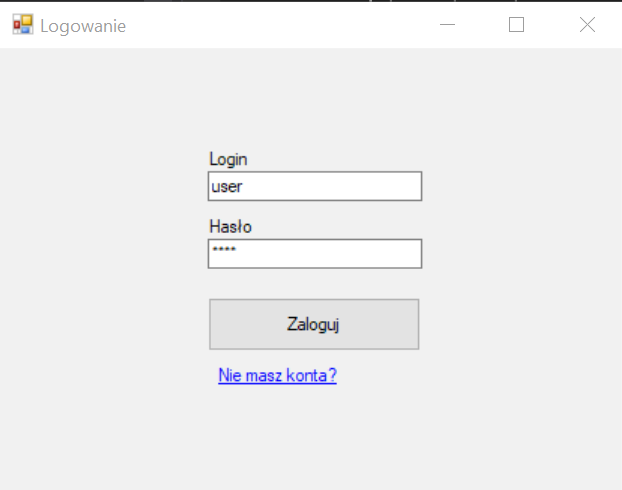 Logowanie
Login
user
Hasło
****
Zaloguj
Nie masz konta?